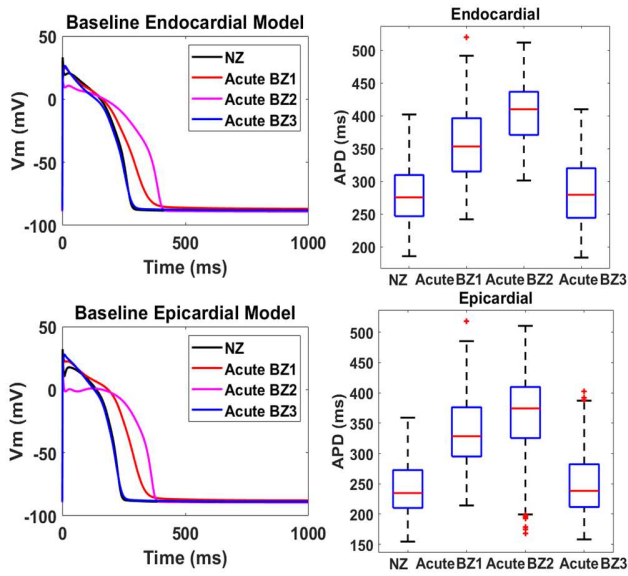 Baseline Endocardial Model
Vm (mV)
50
0
-50
-100
NZ
Acute BZ1
Acute BZ2
Acute BZ3
0
500
1000
Time (ms)
Endocardial
APD (ms)
500
450
400
350
300
250
200
NZ
Acute BZ1
Acute BZ2
Acute BZ3
Baseline Epicardial Model
Vm (mV)
50
0
-50
-100
NZ
Acute BZ1
Acute BZ2
Acute BZ3
0
500
1000
Time (ms)
Epicardial
APD (ms)
500
450
400
350
300
250
200
150
NZ
Acute BZ1
Acute BZ2
Acute BZ3